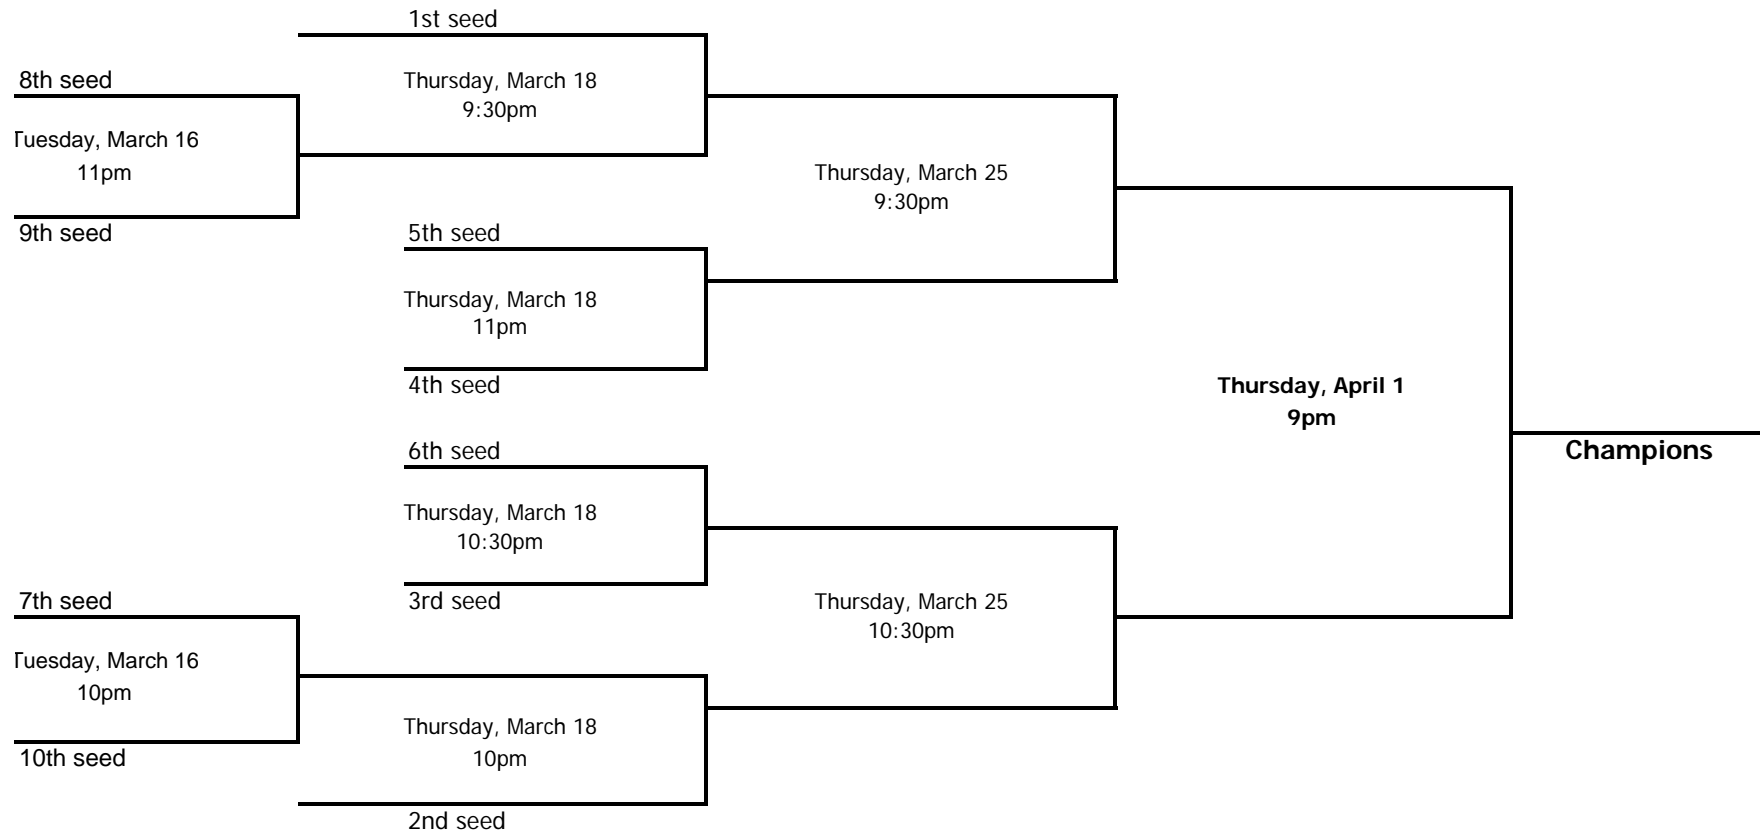 1st seed
8th seed
Thursday, March 18
9:30pm
Tuesday, March 16
11pm
Thursday, March 25
9:30pm
9th seed
5th seed
Thursday, March 18
11pm
4th seed
Thursday, April 1
9pm
6th seed
Champions
Thursday, March 18
10:30pm
7th seed
3rd seed
Thursday, March 25
10:30pm
Tuesday, March 16
10pm
Thursday, March 18
10pm
10th seed
2nd seed